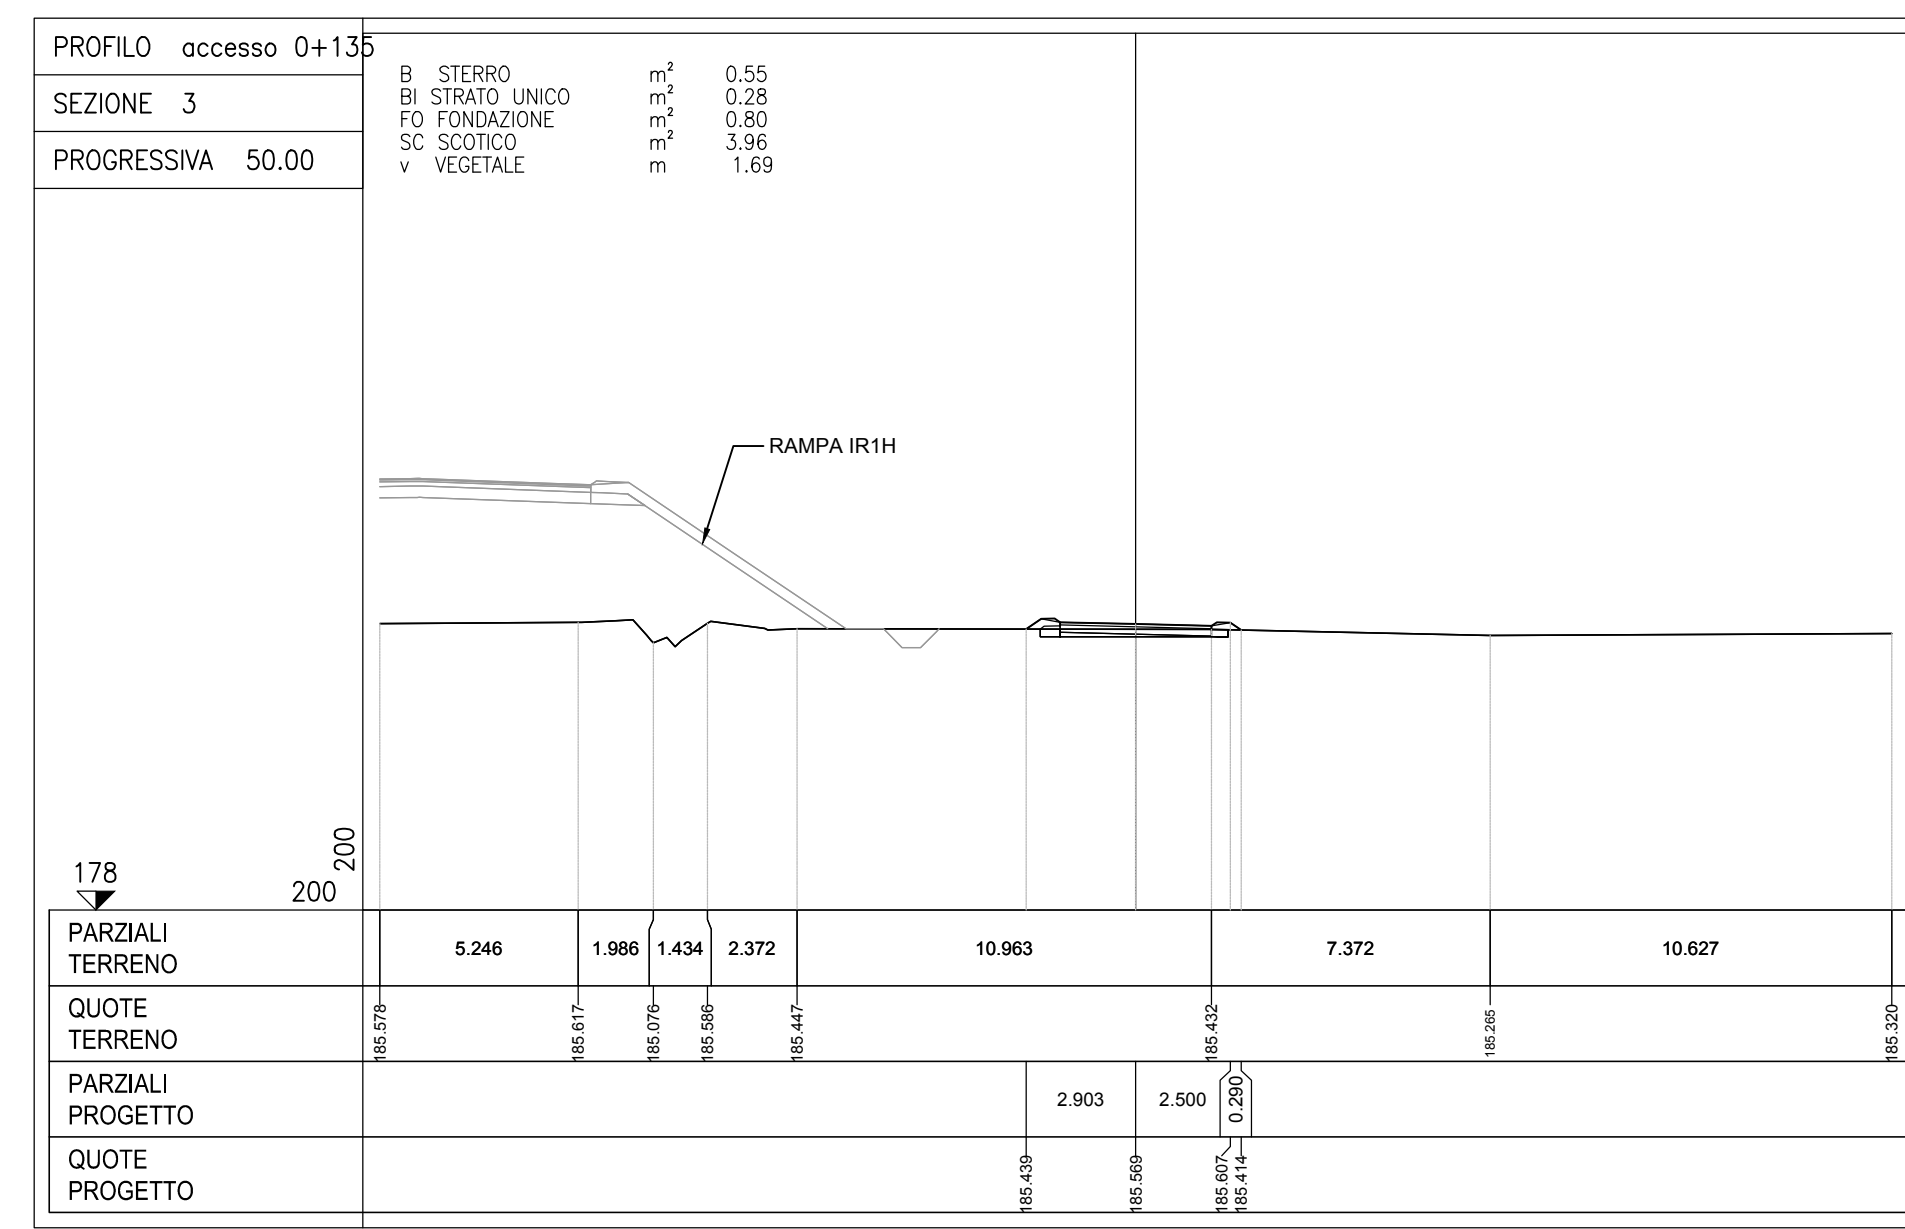 PROFILO accesso 0+135
SEZIONE 3
PROGRESSIVA 50.00
B STERRO m² 0.55
BI STRATO UNICO m² 0.28
FO FONDAZIONE m² 0.80
SC SCOTICO m² 3.96
v VEGETALE m 1.69
RAMPA IR1H
200
178
200
PARZIALI
TERRENO
5.246 1.986 1.434 2.372 10.963 7.372 10.627
QUOTE
TERRENO
185.578 185.617 185.076 185.586 185.447 185.432 185.265 185.320
PARZIALI
PROGETTO
2.903 2.500 0.290
QUOTE
PROGETTO
185.439 185.569 185.607 185.414